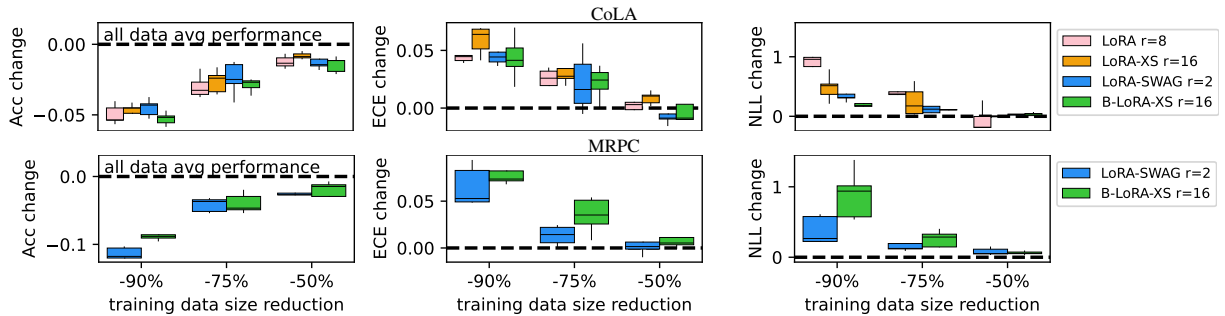 CoLA
all data avg performance
0.00
−0.05
Acc change
0.05
0.00
ECE change
1
0
NLL change
LoRA r=8
LoRA-XS r=16
LoRA-SWAG r=2
B-LoRA-XS r=16
MRPC
all data avg performance
0.0
−0.1
Acc change
0.05
0.00
ECE change
1
0
NLL change
LoRA-SWAG r=2
B-LoRA-XS r=16
-90% -75% -50%
training data size reduction
-90% -75% -50%
training data size reduction
-90% -75% -50%
training data size reduction